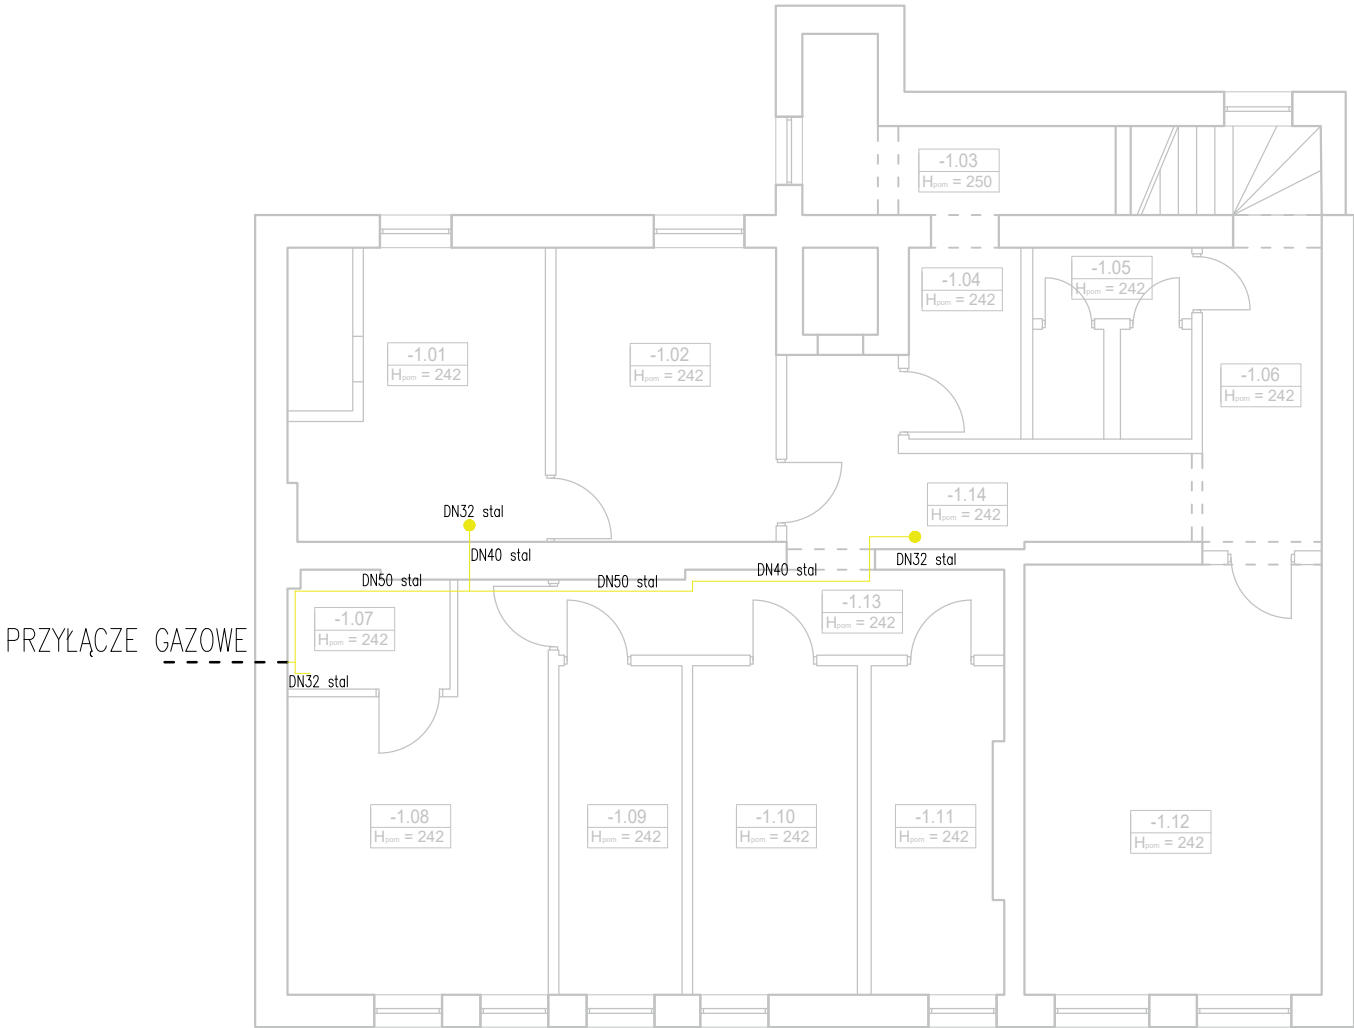 -1.03
Hpom = 250
-1.04
Hpom = 242
-1.05
Hpom = 242
-1.01
Hpom = 242
-1.02
Hpom = 242
-1.06
Hpom = 242
-1.14
Hpom = 242
DN32 stal
DN40 stal
DN32 stal
DN50 stal
DN50 stal
DN40 stal
-1.07
Hpom = 242
-1.13
Hpom = 242
PRZYŁĄCZE GAZOWE
DN32 stal
-1.08
Hpom = 242
-1.09
Hpom = 242
-1.10
Hpom = 242
-1.11
Hpom = 242
-1.12
Hpom = 242